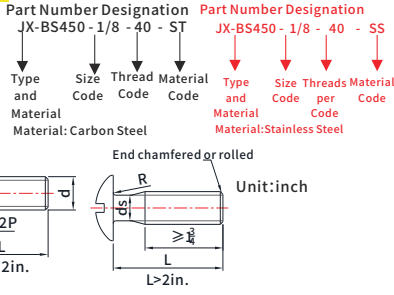 Part Number Designation
JX-BS450 - 1/8 - 40 - ST
Type and Material
Size Code
Thread Code
Material Code
Material: Carbon Steel
Part Number Designation
JX-BS450 - 1/8 - 40 - SS
Type and Material
Size Code
Threads per Code
Material Code
Material:Stainless Steel
End chamfered or rolled
Unit:inch
R
d
ds
2P
≥1 3/4
L
L
2in.
L>2in.